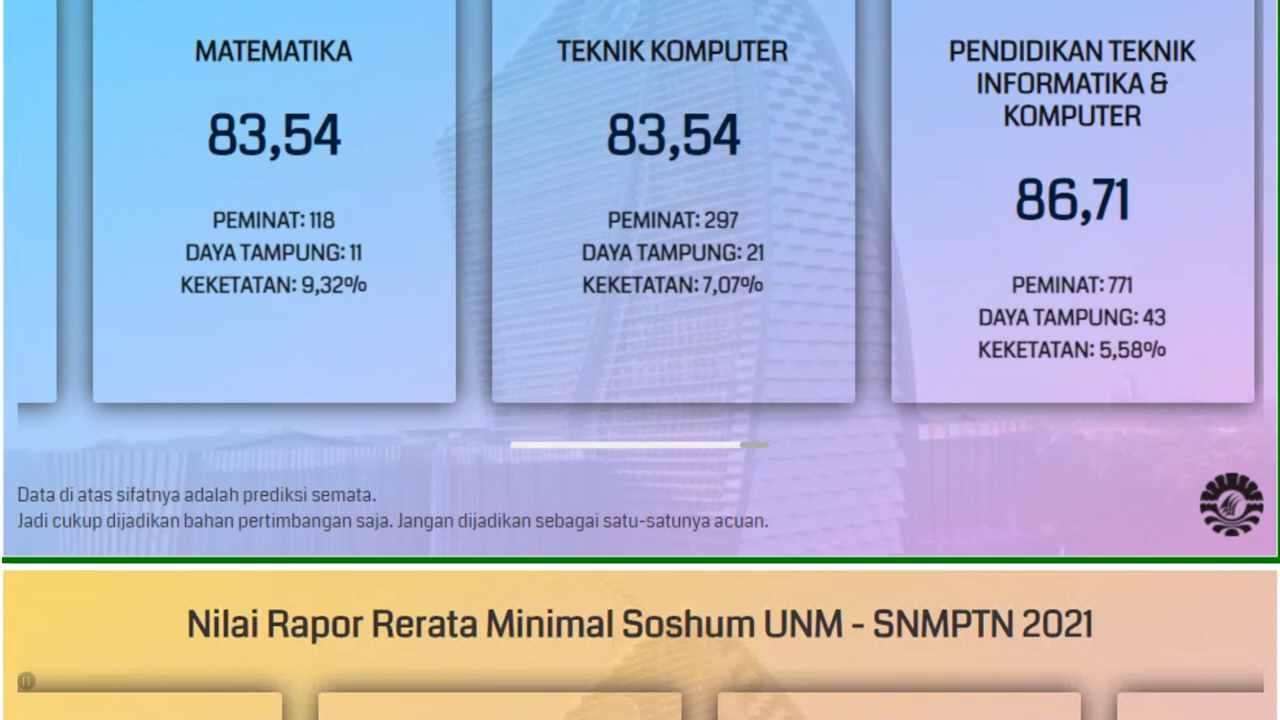 MATEMATIKA
83,54
PEMINAT: 118
DAYA TAMPUNG: 11
KEKETATAN: 9,32%
TEKNIK KOMPUTER
83,54
PEMINAT: 297
DAYA TAMPUNG: 21
KEKETATAN: 7,07%
PENDIDIKAN TEKNIK
INFORMATIKA &
KOMPUTER
86,71
PEMINAT: 771
DAYA TAMPUNG: 43
KEKETATAN: 5,58%
Data di atas sifatnya adalah prediksi semata.
Jadi cukup dijadikan bahan pertimbangan saja. Jangan dijadikan sebagai satu-satunya acuan.
Nilai Rapor Rerata Minimal Soshum UNM - SNMPTN 2021